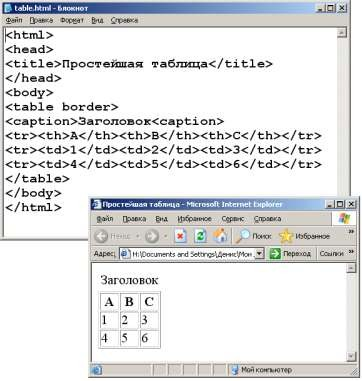 table.html - Блокнот
Файл Правка Формат Вид Справка
<html>
<head>
<title>Простейшая таблица</title>
</head>
<body>
<table border>
<caption>Заголовок<caption>
<tr><th>A</th><th>B</th><th>C</th></tr>
<tr><td>1</td><td>2</td><td>3</td></tr>
<tr><td>4</td><td>5</td><td>6</td></tr>
</table>
</body>
</html>
Простейшая таблица - Microsoft Internet Explorer
Файл Правка Вид Избранное Сервис Справка
Назад Поиск Избранное
Адрес: H:\Documents and Settings\Денис\Мои Переход Ссылки
Заголовок
A B C
1 2 3
4 5 6
Мой компьютер